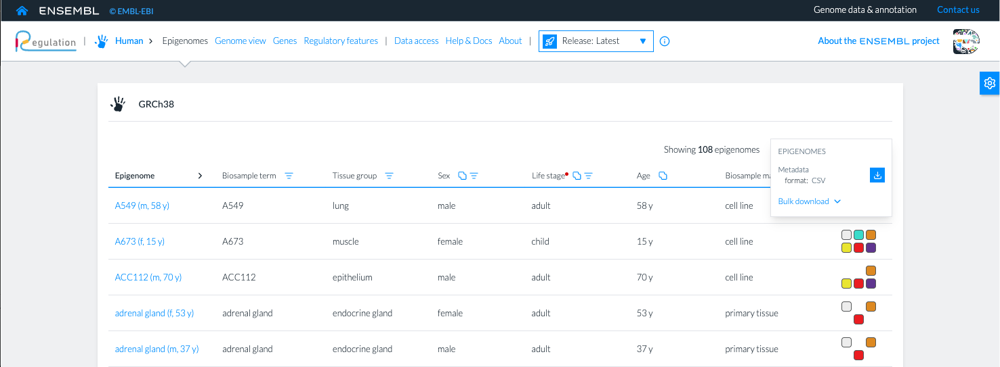 ENSEMBL © EMBL-EBI Genome data & annotation Contact us
Regulation | Human Epigenomes Genome view Genes Regulatory features | Data access Help & Docs About | Release: Latest About the ENSEMBL project
GRCh38
Showing 108 epigenomes
EPIGENOMES
Metadata
format: CSV
Bulk download
Epigenome Biosample term Tissue group Sex Life stage Age Biosample
A549 (m, 58 y) A549 lung male adult 58 y cell line
A673 (f, 15 y) A673 muscle female child 15 y cell line
ACC112 (m, 70 y) ACC112 epithelium male adult 70 y cell line
adrenal gland (f, 53 y) adrenal gland endocrine gland female adult 53 y primary tissue
adrenal gland (m, 37 y) adrenal gland endocrine gland male adult 37 y primary tissue